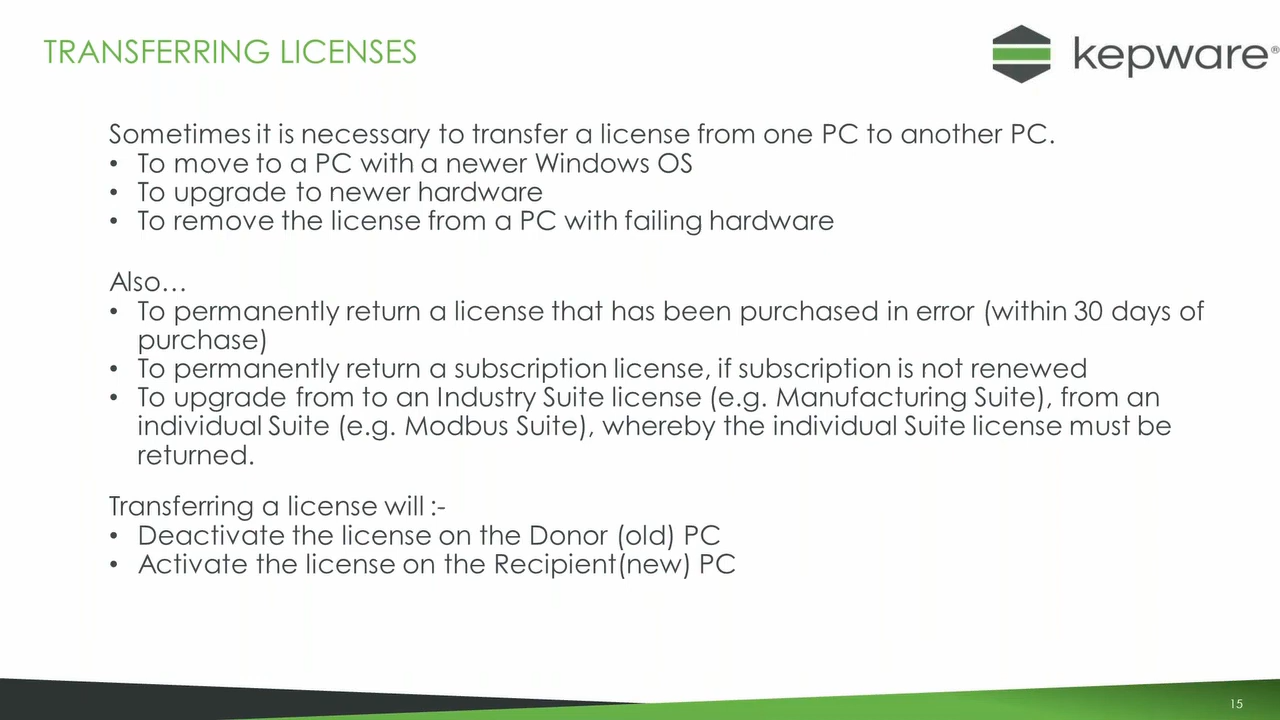 TRANSFERRING LICENSES
kepware®
Sometimes it is necessary to transfer a license from one PC to another PC.
• To move to a PC with a newer Windows OS
• To upgrade to newer hardware
• To remove the license from a PC with failing hardware
Also…
• To permanently return a license that has been purchased in error (within 30 days of
purchase)
• To permanently return a subscription license, if subscription is not renewed
• To upgrade from to an Industry Suite license (e.g. Manufacturing Suite), from an
individual Suite (e.g. Modbus Suite), whereby the individual Suite license must be
returned.
Transferring a license will :-
• Deactivate the license on the Donor (old) PC
• Activate the license on the Recipient(new) PC
15